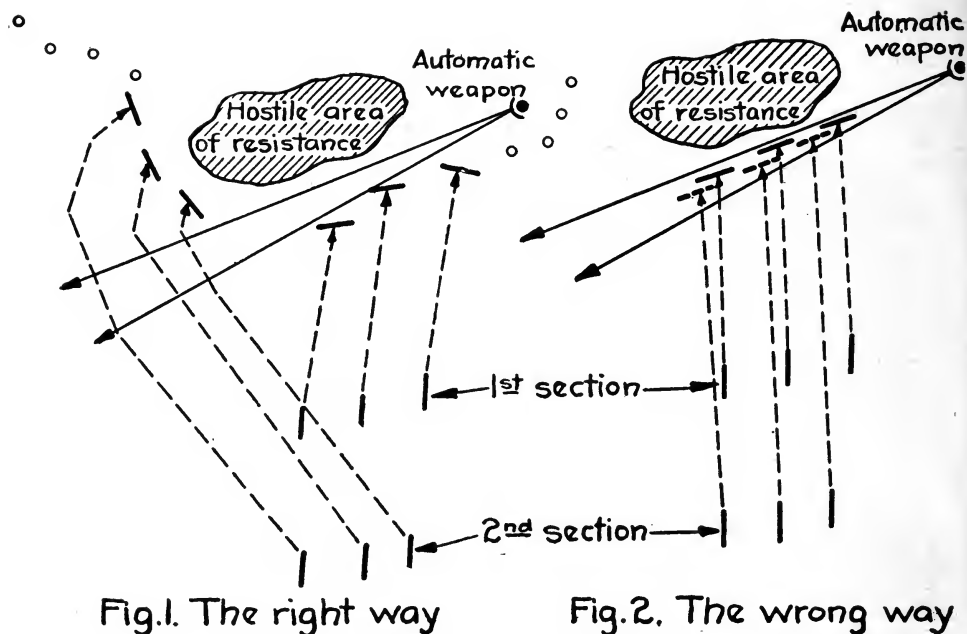 Automatic
weapon
Hostile area
of resistance
Automatic
weapon
Hostile area
of resistance
1st section
2nd section
Fig.1. The right way
Fig.2. The wrong way